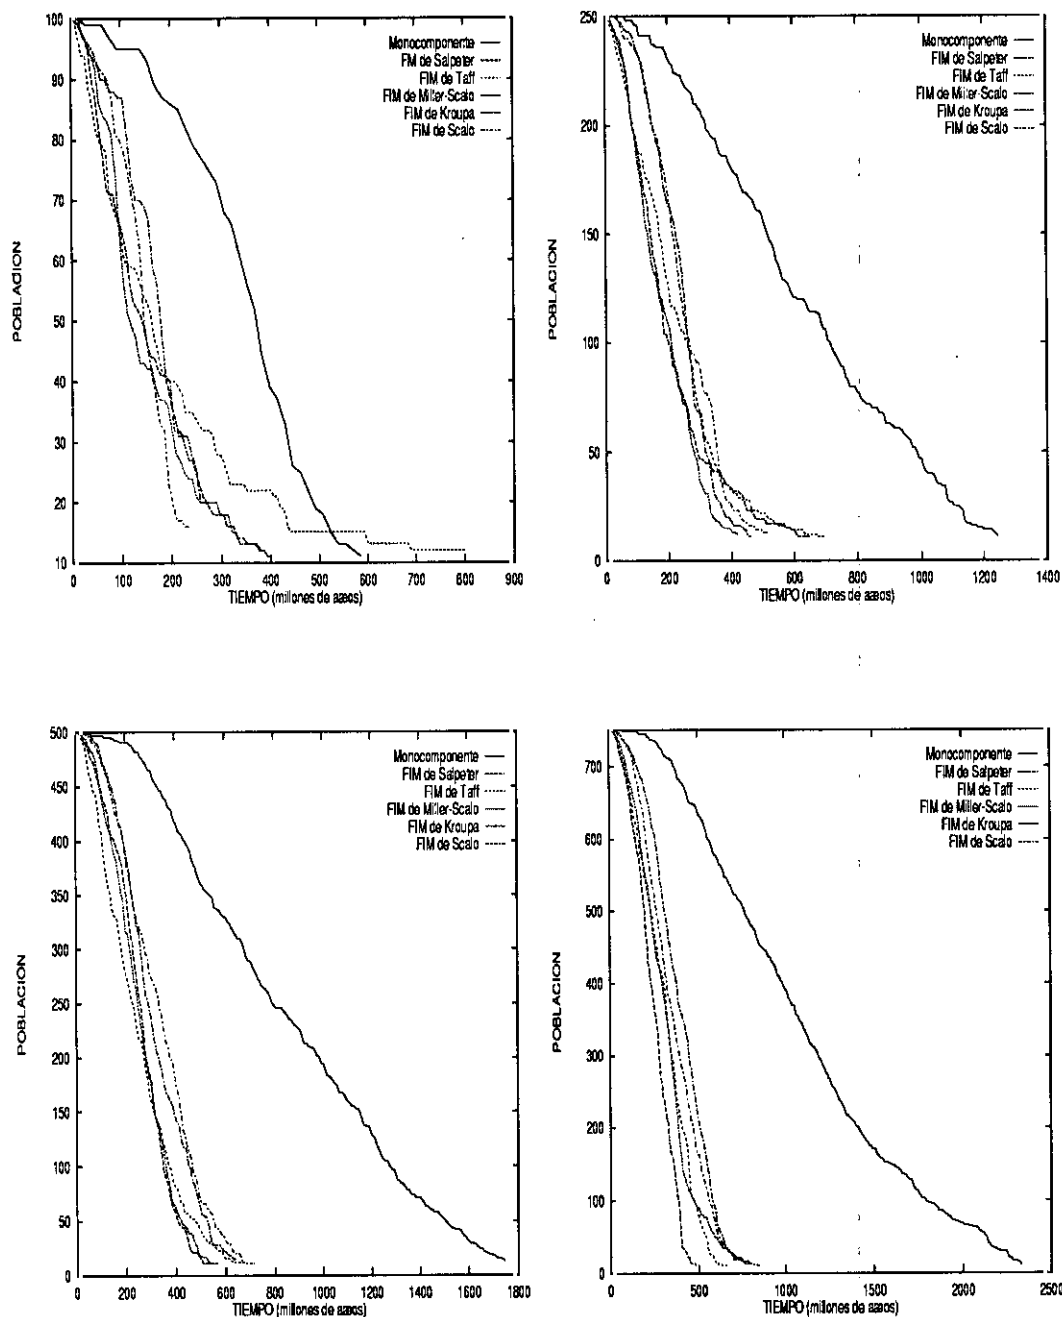 100
90
80
70
60
50
40
30
20
10
0
100
200
300
400
500
600
700
800
900
POBLACION
TIEMPO (millones de azeos)
Monocomponente
FM de Salpeter
FIM de Taff
FIM de Miller-Scalo
FIM de Kroupa
FIM de Scalo
250
200
150
100
50
0
0
200
400
600
800
1000
1200
1400
POBLACION
TIEMPO (millones de azeos)
Monocomponente
FIM de Salpeter
FIM de Taff
FIM de Miller-Scalo
FIM de Kroupa
FIM de Scalo
500
450
400
350
300
250
200
150
100
50
0
0
200
400
600
800
1000
1200
1400
1600
1800
POBLACION
TIEMPO (millones de azeos)
Monocomponente
FIM de Salpeter
FIM de Taff
FIM de Miller-Scalo
FIM de Kroupa
FIM de Scalo
700
600
500
400
300
200
100
0
0
500
1000
1500
2000
2500
POBLACION
TIEMPO (millones de azeos)
Monocomponente
FIM de Salpeter
FIM de Taff
FIM de Miller-Scalo
FIM de Kroupa
FIM de Scalo